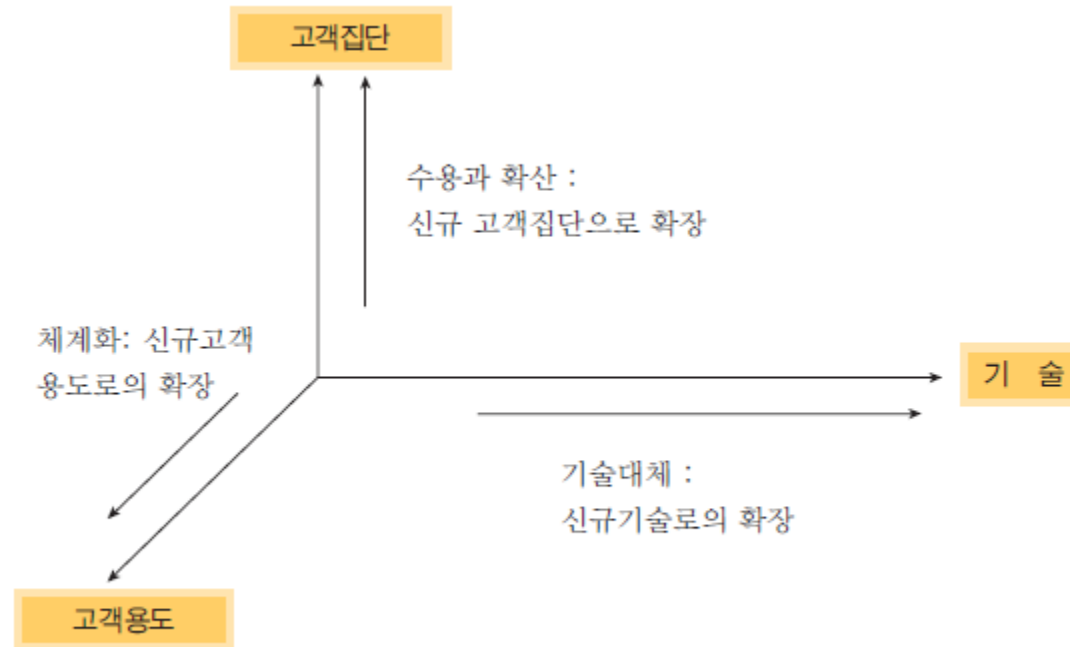 고객집단
수용과 확산 :
신규 고객집단으로 확장
체계화: 신규고객
용도로의 확장
기 술
기술대체 :
신규기술로의 확장
고객용도